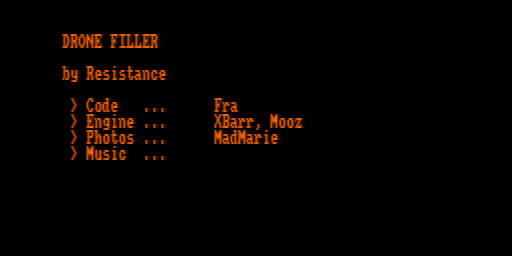 DRONE FILLER
by Resistance
> Code ... Fra
> Engine ... XBarr, Mooz
> Photos ... MadMarie
> Music ...